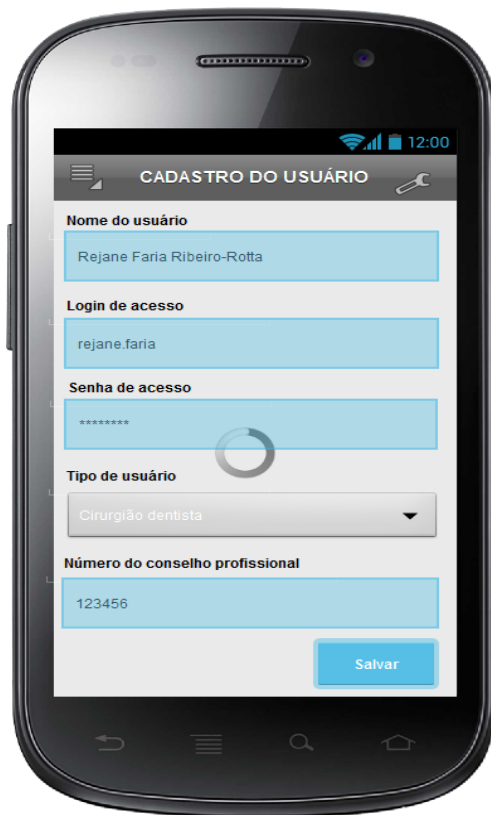 12:00
CADASTRO DO USUÁRIO
Nome do usuário
Rejane Faria Ribeiro-Rotta
Login de acesso
rejane.faria
Senha de acesso
********
Tipo de usuário
Cirurgião dentista
Número do conselho profissional
123456
Salvar